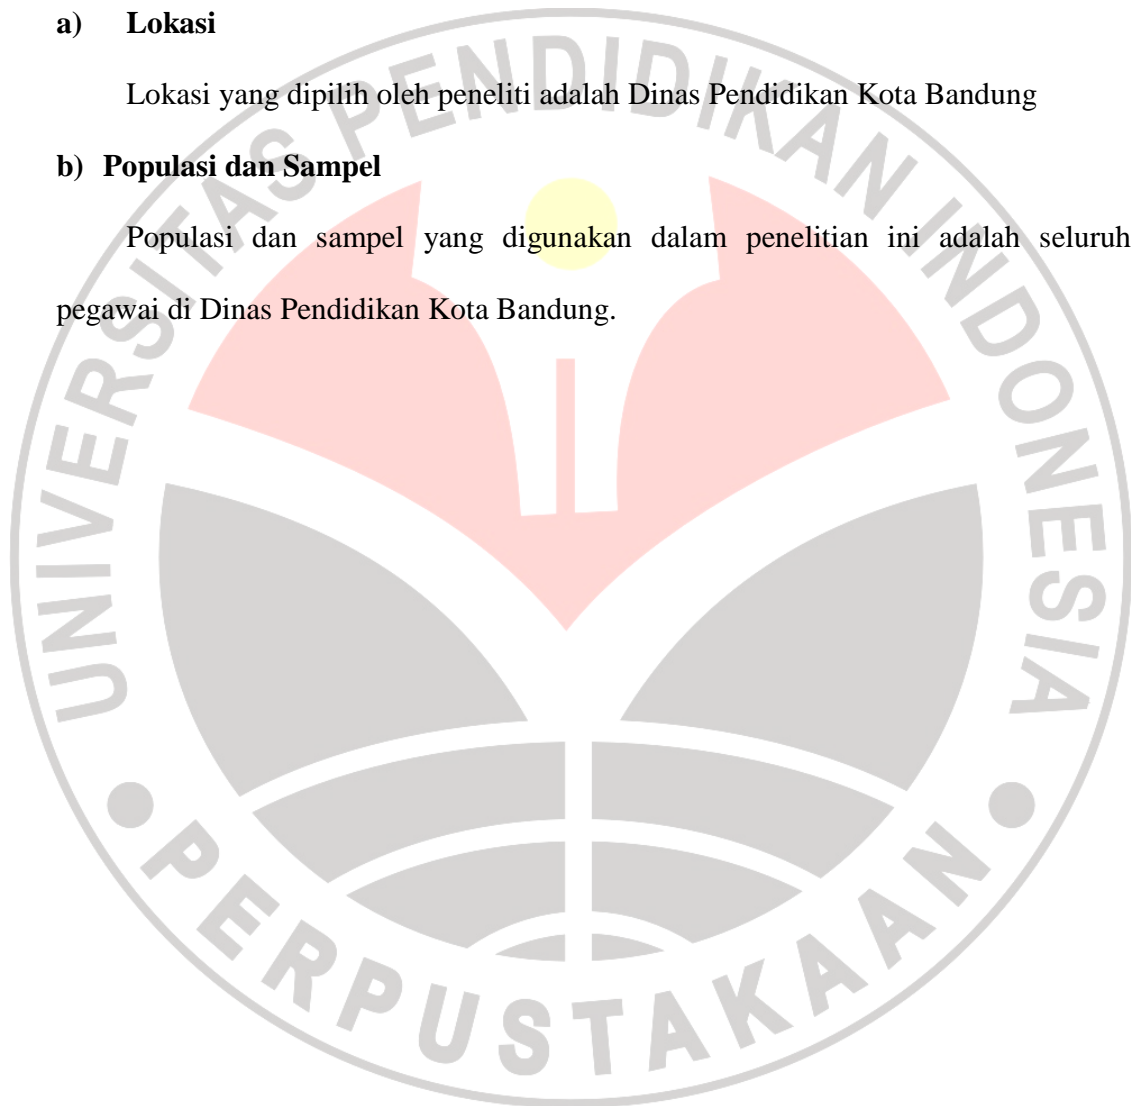 a) Lokasi
Lokasi yang dipilih oleh peneliti adalah Dinas Pendidikan Kota Bandung
b) Populasi dan Sampel
Populasi dan sampel yang digunakan dalam penelitian ini adalah seluruh
pegawai di Dinas Pendidikan Kota Bandung.
UNIVERSITAS PENDIDIKAN INDONESIA
PERPUSTAKAAN